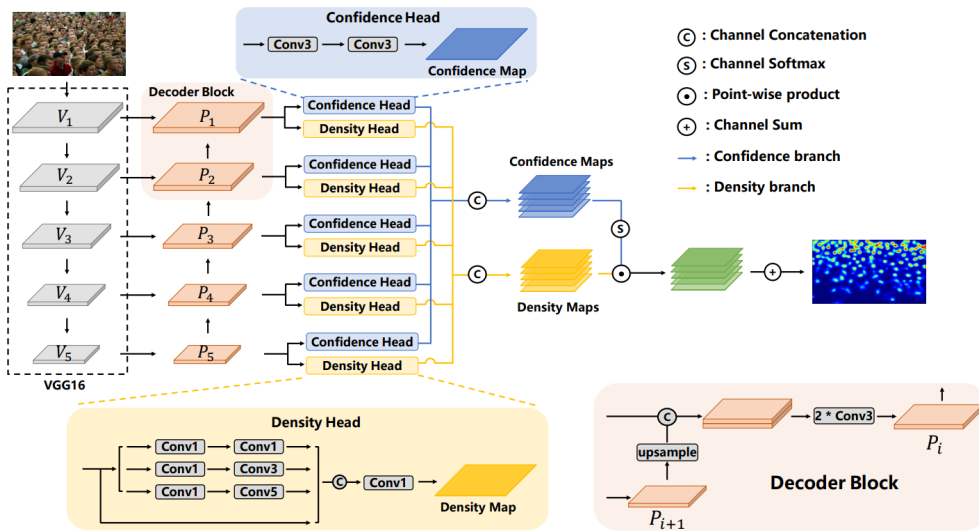 Confidence Head
Conv3 Conv3
Confidence Map
C : Channel Concatenation
S : Channel Softmax
: Point-wise product
+ : Channel Sum
: Confidence branch
: Density branch
Decoder Block
V1 P1
Confidence Head
Density Head
V2 P2
Confidence Head
Density Head
V3 P3
Confidence Head
Density Head
V4 P4
Confidence Head
Density Head
V5 P5
Confidence Head
Density Head
VGG16
Confidence Maps
C
S
C
+
Density Maps
Density Head
Conv1 Conv1
Conv1 Conv3
Conv1 Conv5
C Conv1
Density Map
C
2 * Conv3
Pi
upsample
Pi+1
Decoder Block